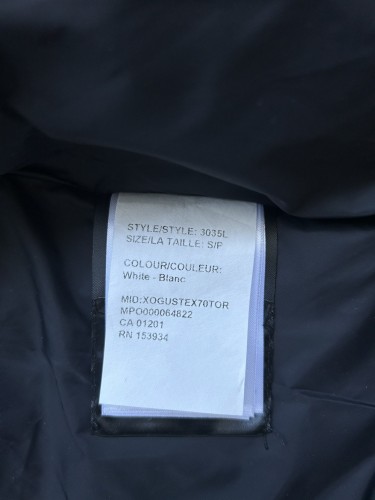 STYLE/STYLE: 3035L
SIZE/LA TAILLE: S/P
COLOUR/COULEUR:
White - Blanc
MID:XOGUSTEX70TOR
MPO000064822
CA 01201
RN 153934